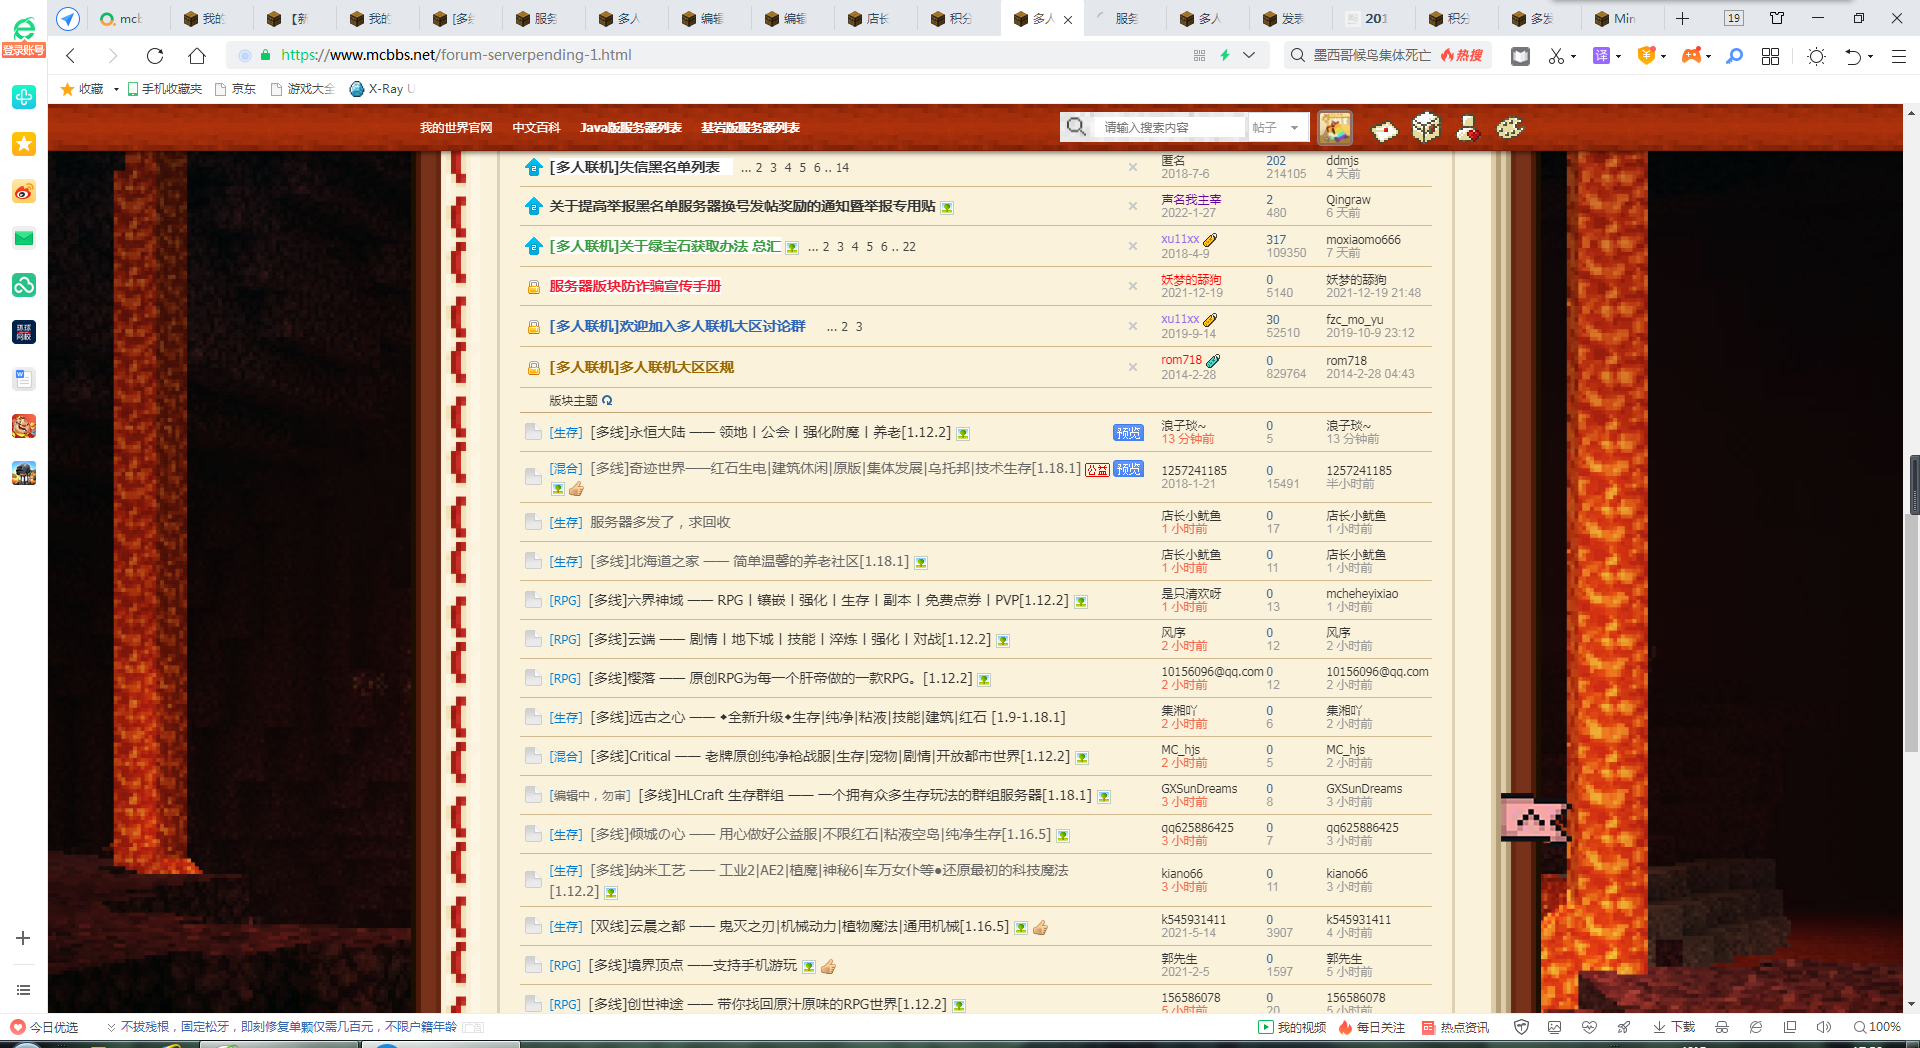 登录账号
mcb
我的
【新
我的
[多纟
服务
多人
编辑
编辑
店长
积分
多人
服务
多人
发表
201
积分
多发
Min
19
https://www.mcbbs.net/forum-serverpending-1.html
墨西哥候鸟集体死亡 热搜
译
收藏 手机收藏夹 京东 游戏大全 X-Ray U
我的世界官网 中文百科 Java版服务器列表 基岩版服务器列表
请输入搜索内容 帖子
[多人联机]失信黑名单列表 ... 2 3 4 5 6 .. 14
匿名 202 ddmjs
2018-7-6 214105 4 天前
关于提高举报黑名单服务器换号发帖奖励的通知暨举报专用贴
声名我主宰 2 Qingraw
2022-1-27 480 6 天前
[多人联机]关于绿宝石获取办法 总汇 ... 2 3 4 5 6 .. 22
xu11xx 317 moxiaomo666
2018-4-9 109350 7 天前
服务器版块防诈骗宣传手册
妖梦的舔狗 0 妖梦的舔狗
2021-12-19 5140 2021-12-19 21:48
[多人联机]欢迎加入多人联机大区讨论群 ... 2 3
xu11xx 30 fzc_mo_yu
2019-9-14 52510 2019-10-9 23:12
[多人联机]多人联机大区区规
rom718 0 rom718
2014-2-28 829764 2014-2-28 04:43
版块主题
[生存] [多线]永恒大陆 —— 领地丨公会丨强化附魔丨养老[1.12.2] 预览
浪子琰~ 0 浪子琰~
13 分钟前 5 13 分钟前
[混合] [多线]奇迹世界——红石生电|建筑休闲|原版|集体发展|乌托邦|技术生存[1.18.1] 公益 预览
1257241185 0 1257241185
2018-1-21 15491 半小时前
[生存] 服务器多发了，求回收
店长小鱿鱼 0 店长小鱿鱼
1 小时前 17 1 小时前
[生存] [多线]北海道之家 —— 简单温馨的养老社区[1.18.1]
店长小鱿鱼 0 店长小鱿鱼
1 小时前 11 1 小时前
[RPG] [多线]六界神域 —— RPG丨镶嵌丨强化丨生存丨副本丨免费点券丨PVP[1.12.2]
是只清欢呀 0 mcheheyixiao
1 小时前 13 1 小时前
[RPG] [多线]云端 —— 剧情丨地下城丨技能丨淬炼丨强化丨对战[1.12.2]
风序 0 风序
2 小时前 12 2 小时前
[RPG] [多线]樱落 —— 原创RPG为每一个肝帝做的一款RPG。[1.12.2]
10156096@qq.com 0 10156096@qq.com
2 小时前 12 2 小时前
[生存] [多线]远古之心 —— ◆全新升级◆生存|纯净|粘液|技能|建筑|红石 [1.9-1.18.1]
集湘吖 0 集湘吖
2 小时前 6 2 小时前
[混合] [多线]Critical —— 老牌原创纯净枪战服|生存|宠物|剧情|开放都市世界[1.12.2]
MC_hjs 0 MC_hjs
2 小时前 5 2 小时前
[编辑中，勿审] [多线]HLCraft 生存群组 —— 一个拥有众多生存玩法的群组服务器[1.18.1]
GXSunDreams 0 GXSunDreams
3 小时前 8 3 小时前
[生存] [多线]倾城の心 —— 用心做好公益服|不限红石|粘液空岛|纯净生存[1.16.5]
qq625886425 0 qq625886425
3 小时前 7 3 小时前
[生存] [多线]纳米工艺 —— 工业2|AE2|植魔|神秘6|车万女仆等●还原最初的科技魔法
[1.12.2]
kiano66 0 kiano66
3 小时前 11 3 小时前
[生存] [双线]云晨之都 —— 鬼灭之刃|机械动力|植物魔法|通用机械[1.16.5]
k545931411 0 k545931411
2021-5-14 3907 4 小时前
[RPG] [多线]境界顶点 ——支持手机游玩
郭先生 0 郭先生
2021-2-5 1597 5 小时前
[RPG] [多线]创世神途 —— 带你找回原汁原味的RPG世界[1.12.2]
156586078 0 156586078
5 小时前 20 5 小时前
今日优选 不拔残根，固定松牙，即刻修复单颗仅需几百元，不限户籍年龄 广告
我的视频 每日关注 热点资讯 下载 100%